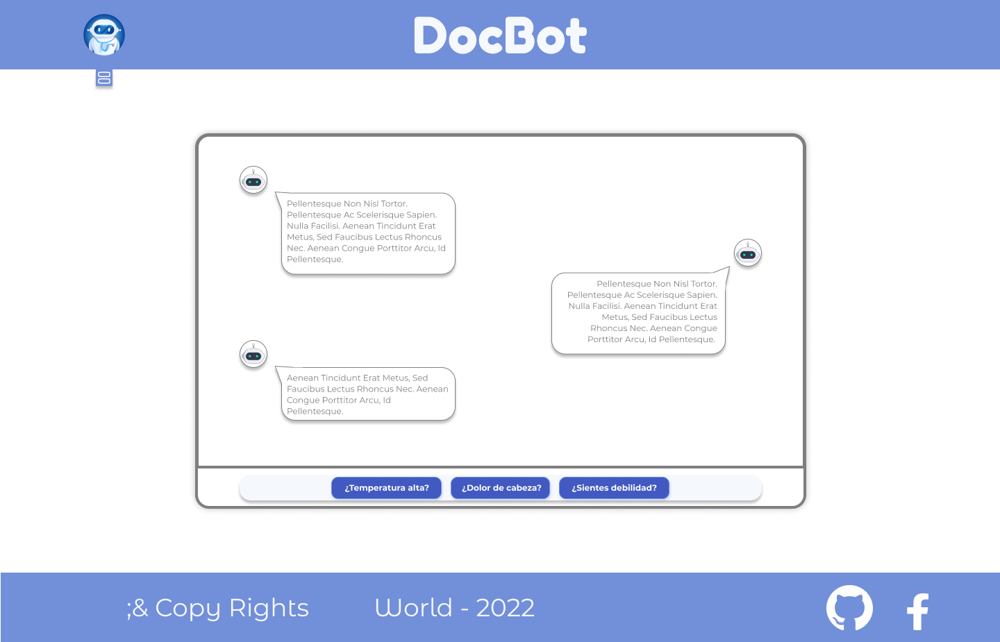 DocBot
Pellentesque Non Nisl Tortor.
Pellentesque Ac Scelerisque Sapien.
Nulla Facilisi. Aenean Tincidunt Erat
Metus, Sed Faucibus Lectus Rhoncus
Nec. Aenean Congue Porttitor Arcu, Id
Pellentesque.
Pellentesque Non Nisl Tortor.
Pellentesque Ac Scelerisque Sapien.
Nulla Facilisi. Aenean Tincidunt Erat
Metus, Sed Faucibus Lectus
Rhoncus Nec. Aenean Congue
Porttitor Arcu, Id Pellentesque.
Aenean Tincidunt Erat Metus, Sed
Faucibus Lectus Rhoncus Nec. Aenean
Congue Porttitor Arcu, Id
Pellentesque.
¿Temperatura alta? ¿Dolor de cabeza? ¿Sientes debilidad?
;& Copy Rights World - 2022